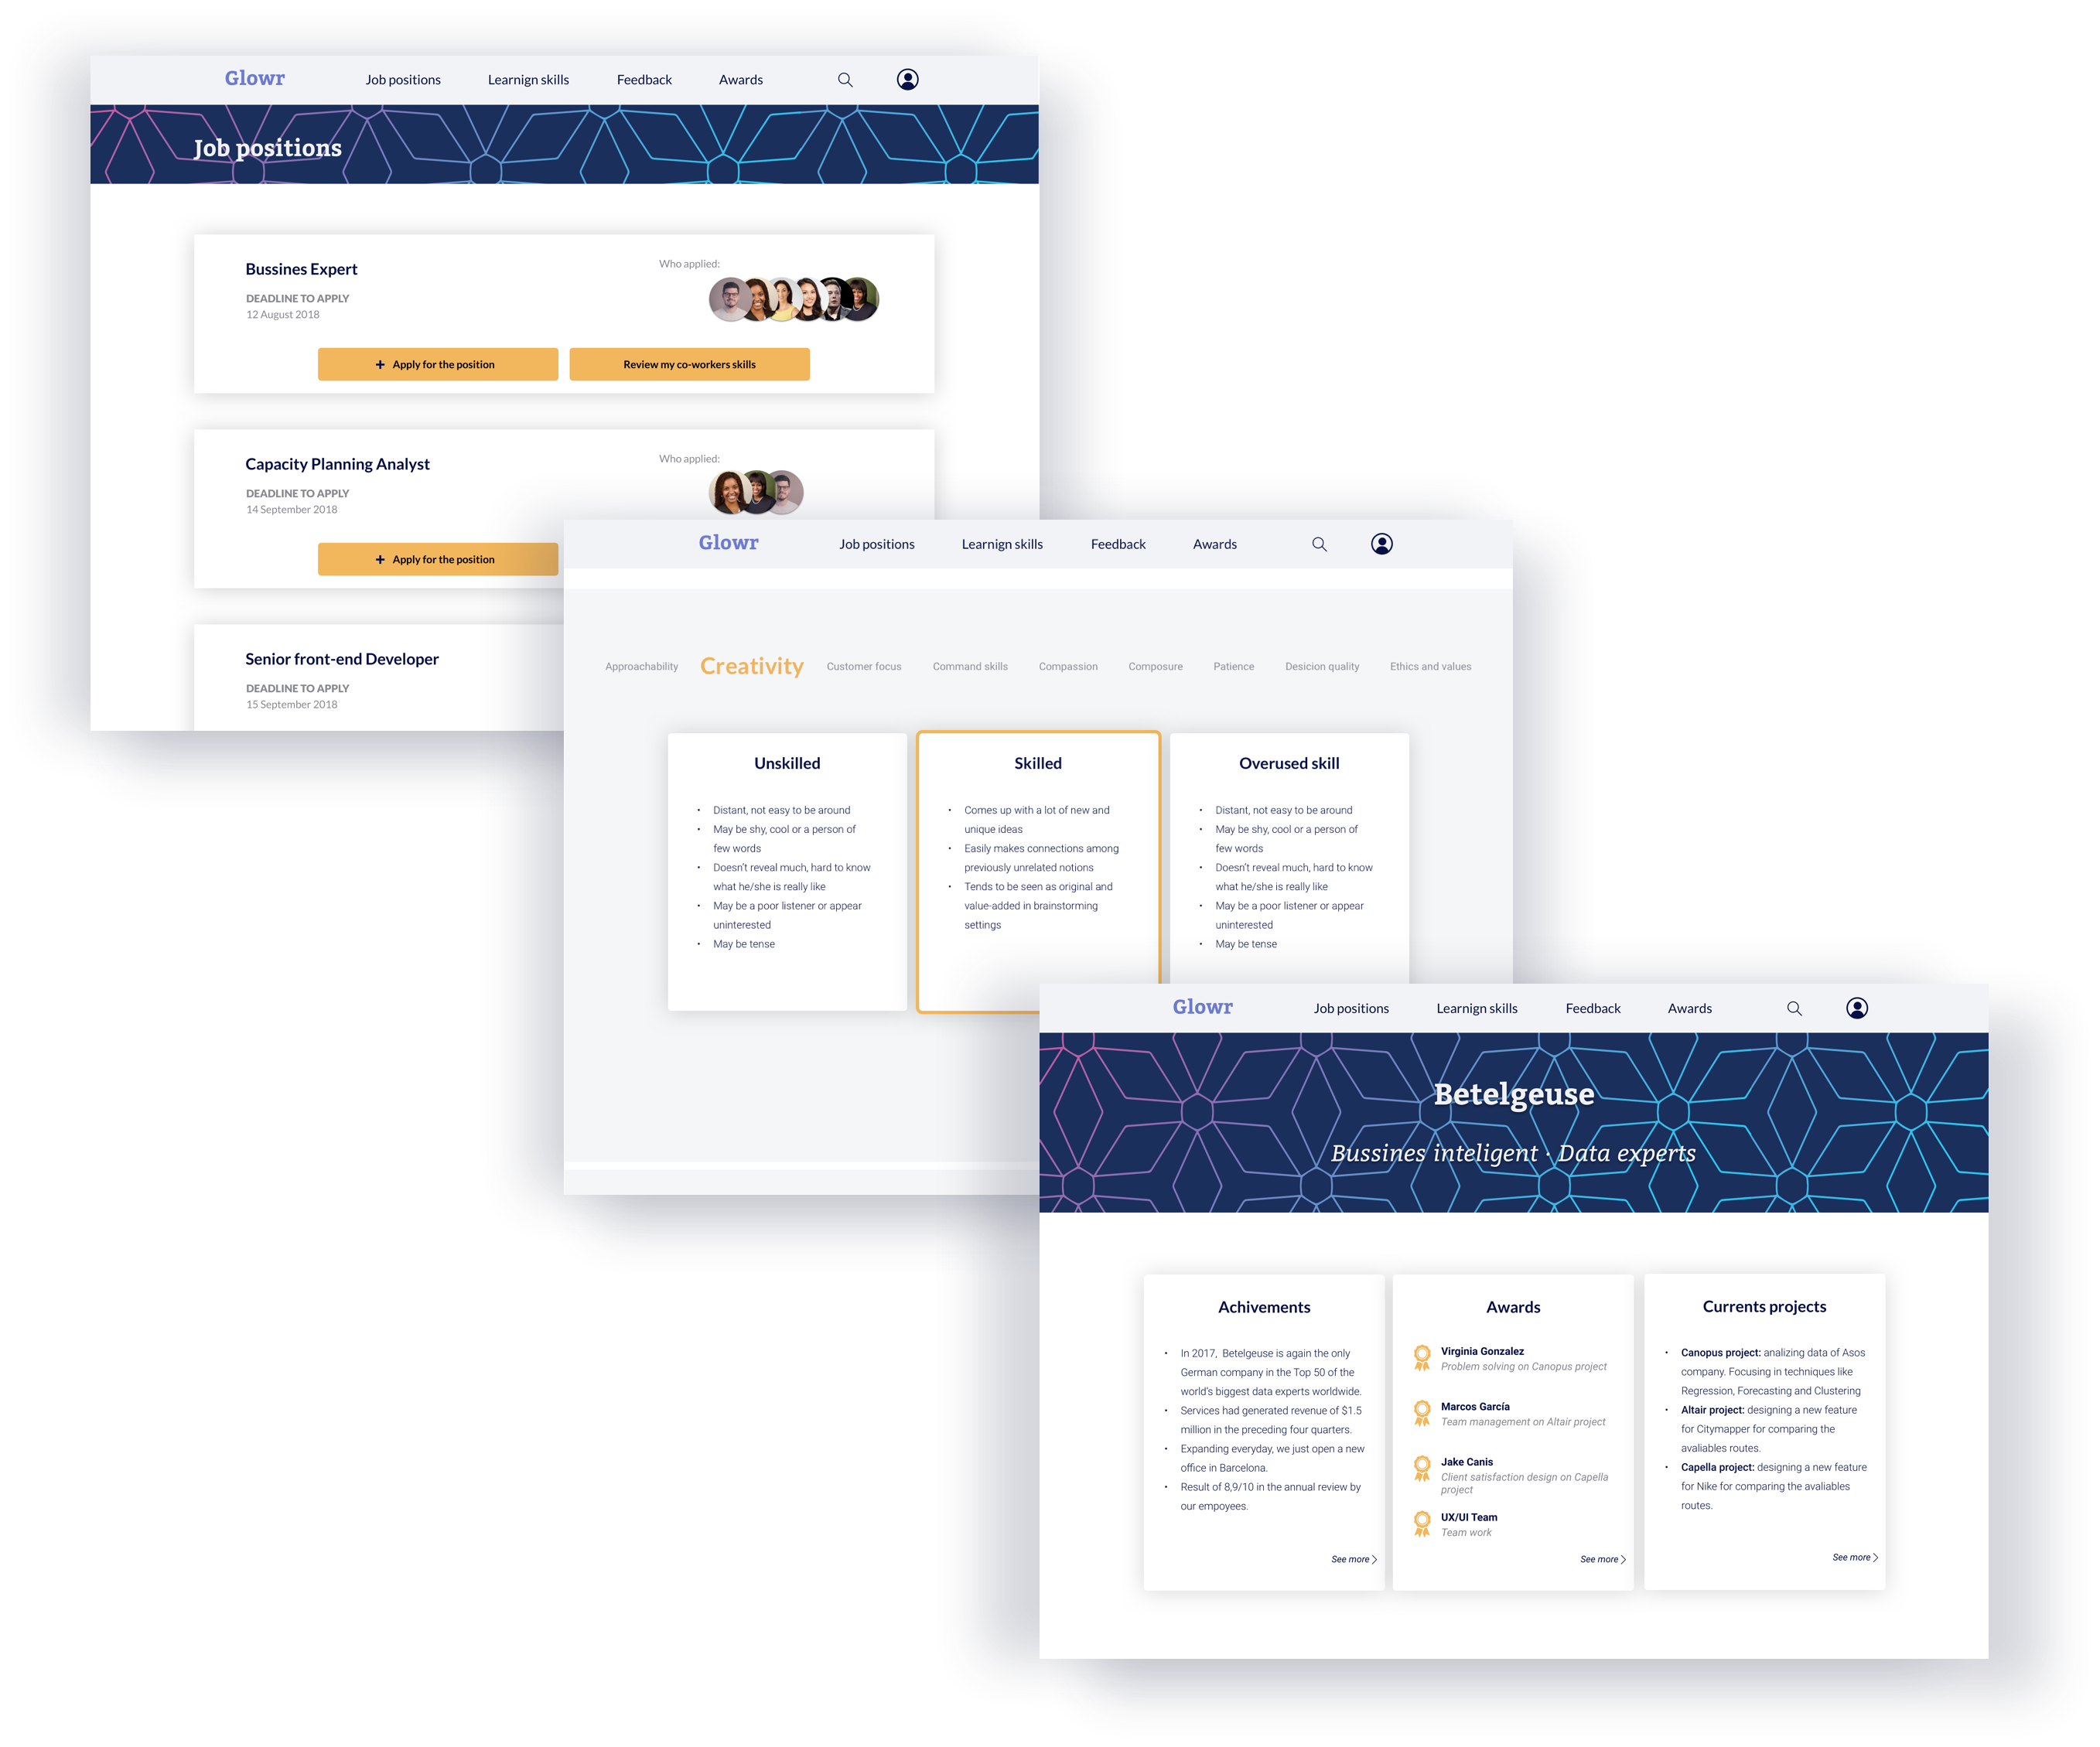 Glowr
Job positions
Learnign skills
Feedback
Awards
Job positions
Bussines Expert
DEADLINE TO APPLY
12 August 2018
Who applied:
+ Apply for the position
Review my co-workers skills
Capacity Planning Analyst
DEADLINE TO APPLY
14 September 2018
Who applied:
+ Apply for the position
Senior front-end Developer
DEADLINE TO APPLY
15 September 2018
Glowr
Job positions
Learnign skills
Feedback
Awards
Approachability
Creativity
Customer focus
Command skills
Compassion
Composure
Patience
Desicion quality
Ethics and values
Unskilled
• Distant, not easy to be around
• May be shy, cool or a person of
few words
• Doesn't reveal much, hard to know
what he/she is really like
• May be a poor listener or appear
uninterested
• May be tense
Skilled
• Comes up with a lot of new and
unique ideas
• Easily makes connections among
previously unrelated notions
• Tends to be seen as original and
value-added in brainstorming
settings
Overused skill
• Distant, not easy to be around
• May be shy, cool or a person of
few words
• Doesn't reveal much, hard to know
what he/she is really like
• May be a poor listener or appear
uninterested
• May be tense
Glowr
Job positions
Learnign skills
Feedback
Awards
Betelgeuse
Bussines inteligent · Data experts
Achivements
• In 2017, Betelgeuse is again the only
German company in the Top 50 of the
world's biggest data experts worldwide.
• Services had generated revenue of $1.5
million in the preceding four quarters.
• Expanding everyday, we just open a new
office in Barcelona.
• Result of 8,9/10 in the annual review by
our empoyees.
See more >
Awards
Virginia Gonzalez
Problem solving on Canopus project
Marcos García
Team management on Altair project
Jake Canis
Client satisfaction design on Capella
project
UX/UI Team
Team work
See more >
Currents projects
• Canopus project: analizing data of Asos
company. Focusing in techniques like
Regression, Forecasting and Clustering
• Altair project: designing a new feature
for Citymapper for comparing the
avaliables routes.
• Capella project: designing a new feature
for Nike for comparing the avaliables
routes.
See more >